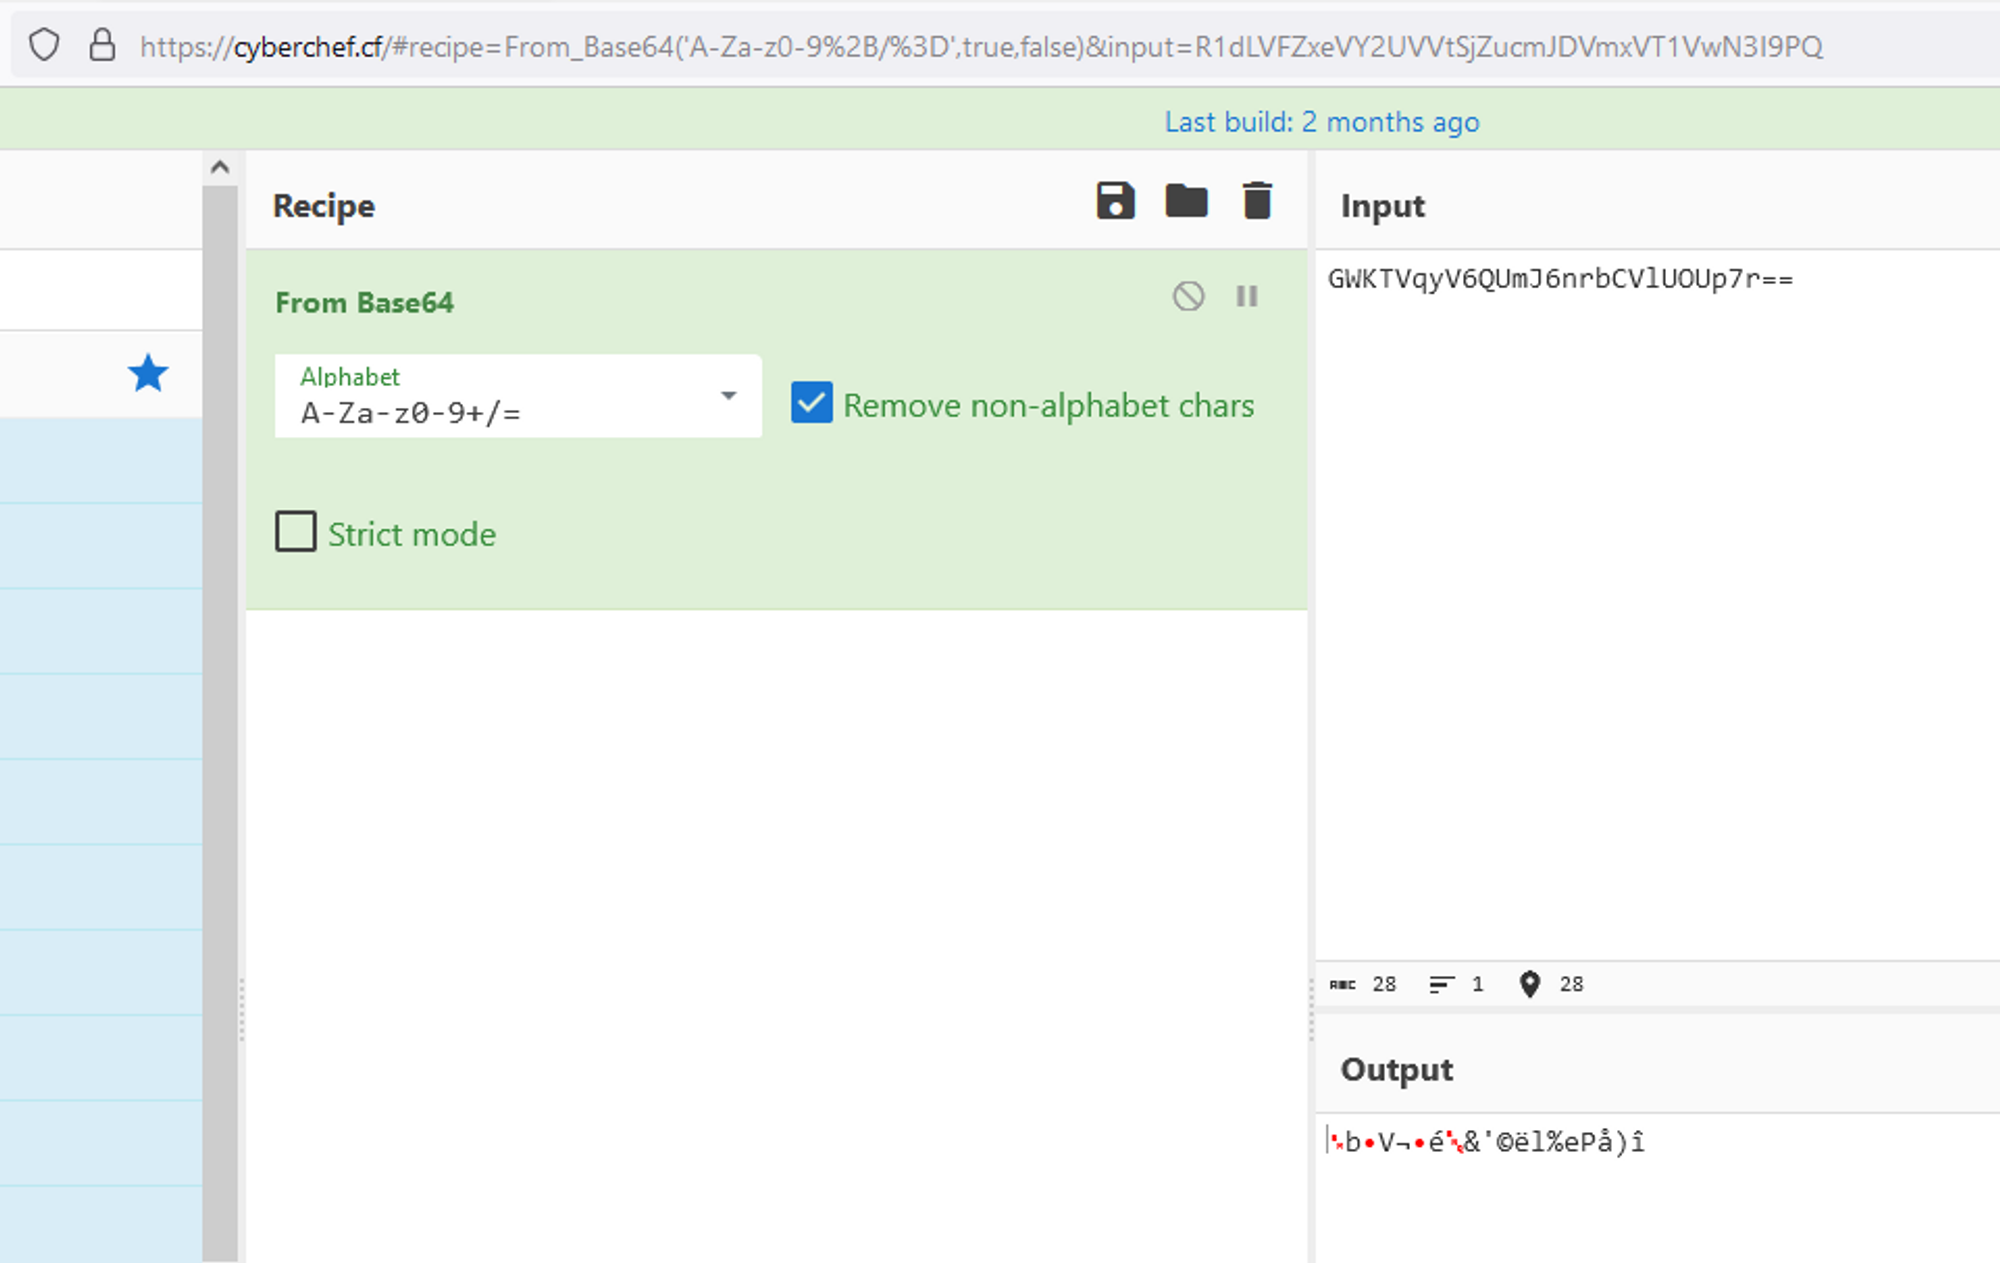 https://cyberchef.cf/#recipe=From_Base64('A-Za-z0-9%2B/%3D',true,false)&input=R1dLVFZxeVY2UVVtSjZucmJDVmxVT1VwN3I9PQ
Last build: 2 months ago
Recipe
From Base64
Alphabet
A-Za-z0-9+/=
Remove non-alphabet chars
Strict mode
Input
GWKTVqyV6QUmJ6nrbCVlUOUp7r==
28 1 28
Output
b•V¬•é&'©ël%ePå)î